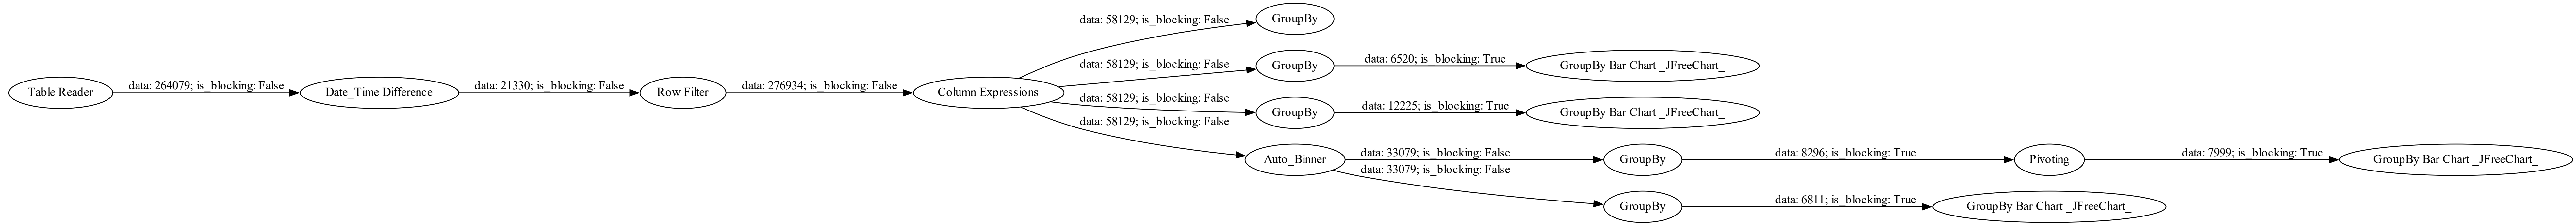 data: 58129; is_blocking: False
GroupBy
data: 58129; is_blocking: False
GroupBy
data: 6520; is_blocking: True
GroupBy Bar Chart _JFreeChart_
Table Reader
data: 264079; is_blocking: False
Date_Time Difference
data: 21330; is_blocking: False
Row Filter
data: 276934; is_blocking: False
Column Expressions
data: 58129; is_blocking: False
GroupBy
data: 12225; is_blocking: True
GroupBy Bar Chart _JFreeChart_
data: 58129; is_blocking: False
Auto_Binner
data: 33079; is_blocking: False
GroupBy
data: 8296; is_blocking: True
Pivoting
data: 7999; is_blocking: True
GroupBy Bar Chart _JFreeChart_
data: 33079; is_blocking: False
GroupBy
data: 6811; is_blocking: True
GroupBy Bar Chart _JFreeChart_